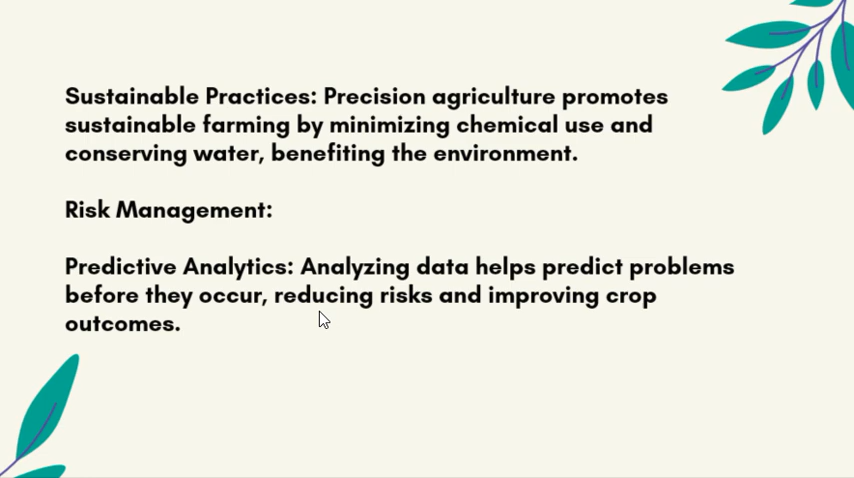 Sustainable Practices: Precision agriculture promotes
sustainable farming by minimizing chemical use and
conserving water, benefiting the environment.
Risk Management:
Predictive Analytics: Analyzing data helps predict problems
before they occur, reducing risks and improving crop
outcomes.